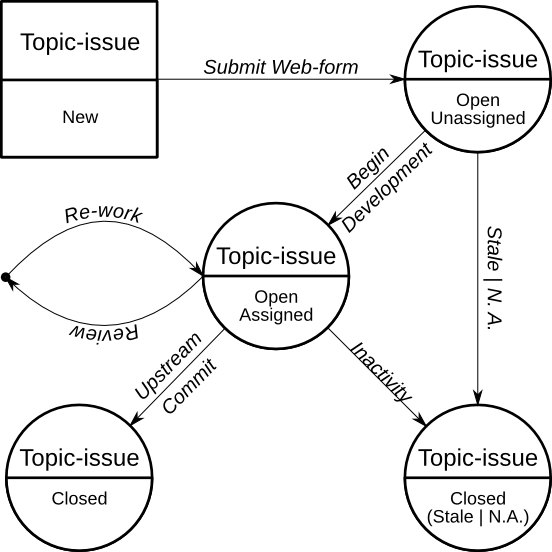 Topic-issue
New
Submit Web-form
Topic-issue
Open
Unassigned
Begin
Development
Stale | N. A.
Re-work
Review
Topic-issue
Open
Assigned
Upstream
Commit
Inactivity
Topic-issue
Closed
Topic-issue
Closed
(Stale | N.A.)